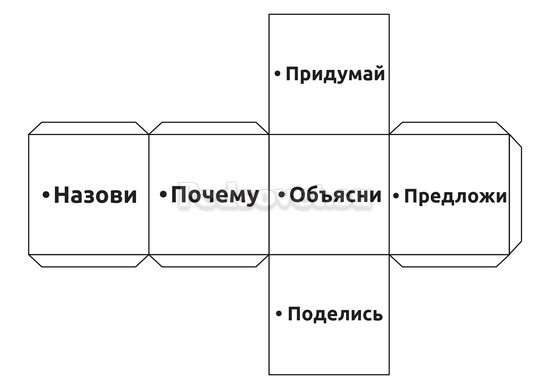 • Придумай
• Назови
• Почему
• Объясни
• Предложи
• Поделись